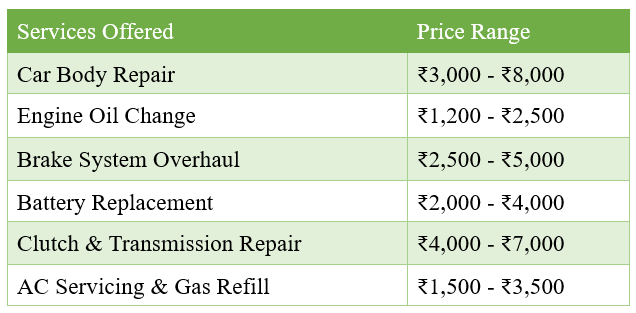 Services Offered Price Range
Car Body Repair ₹3,000 - ₹8,000
Engine Oil Change ₹1,200 - ₹2,500
Brake System Overhaul ₹2,500 - ₹5,000
Battery Replacement ₹2,000 - ₹4,000
Clutch & Transmission Repair ₹4,000 - ₹7,000
AC Servicing & Gas Refill ₹1,500 - ₹3,500